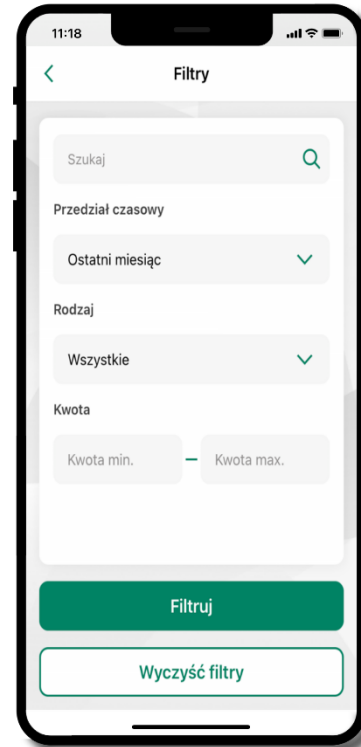 11:18
Filtry
Szukaj
Przedział czasowy
Ostatni miesiąc
Rodzaj
Wszystkie
Kwota
Kwota min. – Kwota max.
Filtruj
Wyczyść filtry